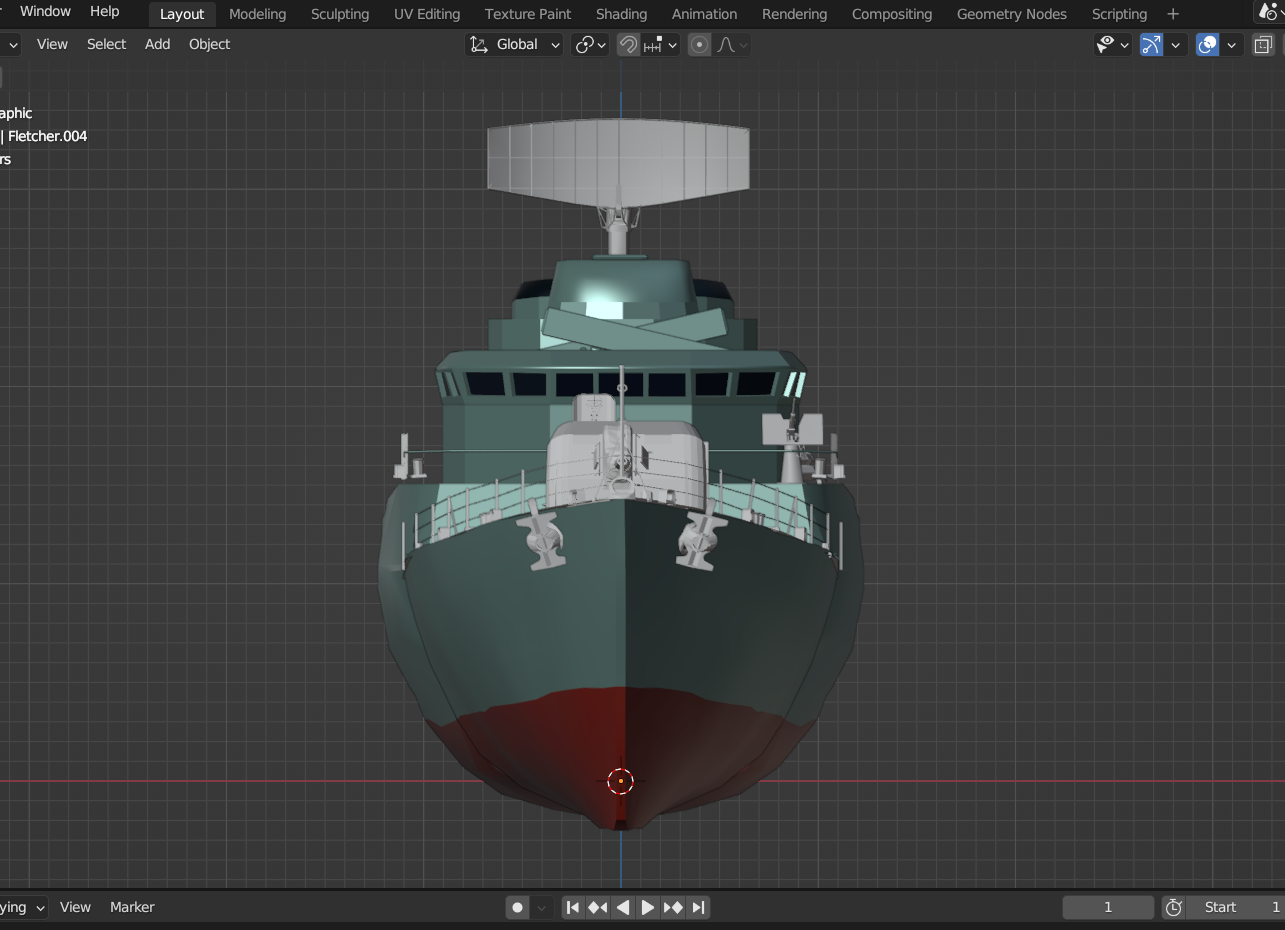 Window Help Layout Modeling Sculpting UV Editing Texture Paint Shading Animation Rendering Compositing Geometry Nodes Scripting +
View Select Add Object Global
aphic
| Fletcher.004
rs
ying View Marker 1 Start 1